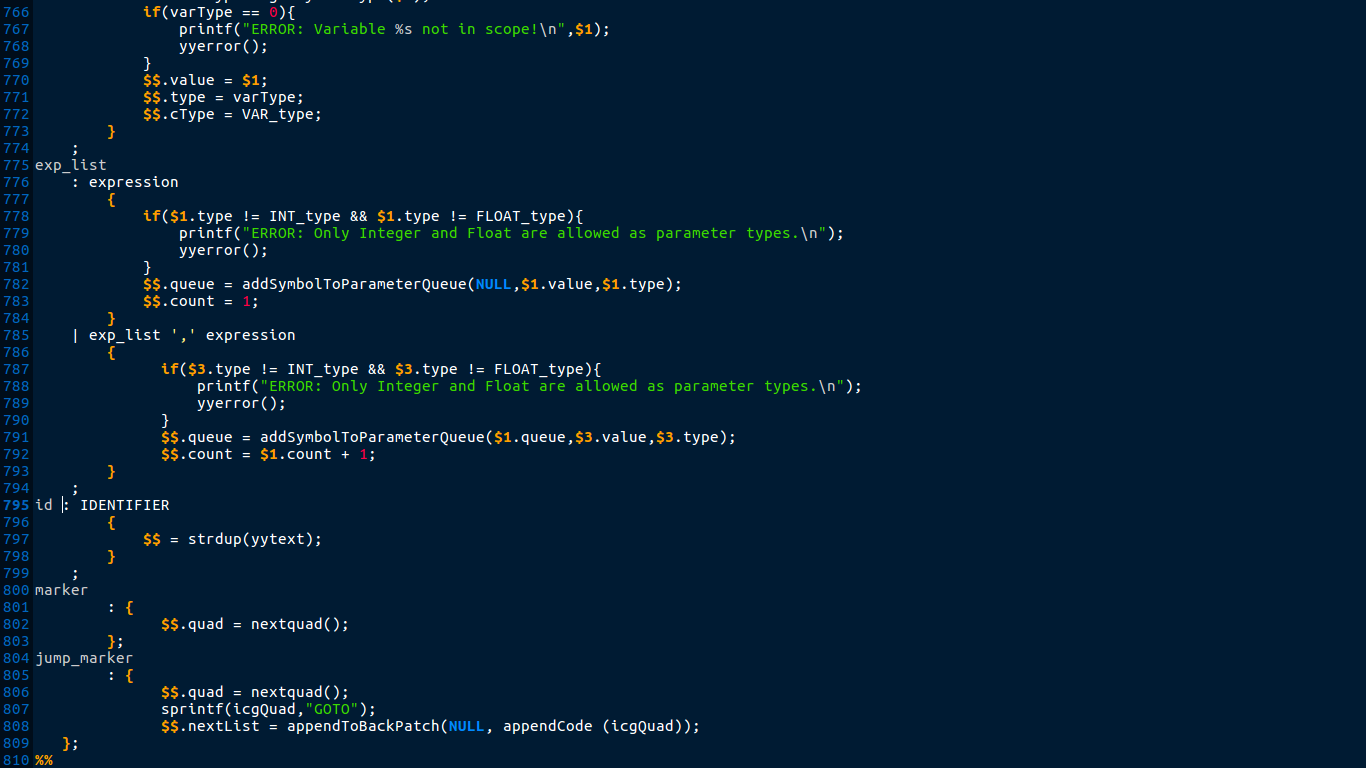 766             if(varType == 0){
767                 printf("ERROR: Variable %s not in scope!\n",$1);
768                 yyerror();
769             }
770             $$.value = $1;
771             $$.type = varType;
772             $$.cType = VAR_type;
773         }
774     ;
775 exp_list
776     : expression
777         {
778             if($1.type != INT_type && $1.type != FLOAT_type){
779                 printf("ERROR: Only Integer and Float are allowed as parameter types.\n");
780                 yyerror();
781             }
782             $$.queue = addSymbolToParameterQueue(NULL,$1.value,$1.type);
783             $$.count = 1;
784         }
785     | exp_list ',' expression
786         {
787               if($3.type != INT_type && $3.type != FLOAT_type){
788                   printf("ERROR: Only Integer and Float are allowed as parameter types.\n");
789                   yyerror();
790               }
791               $$.queue = addSymbolToParameterQueue($1.queue,$3.value,$3.type);
792               $$.count = $1.count + 1;
793         }
794     ;
795 id : IDENTIFIER
796         {
797             $$ = strdup(yytext);
798         }
799     ;
800 marker
801         : {
802               $$.quad = nextquad();
803         };
804 jump_marker
805         : {
806               $$.quad = nextquad();
807               sprintf(icgQuad,"GOTO");
808               $$.nextList = appendToBackPatch(NULL, appendCode (icgQuad));
809    };
810 %%